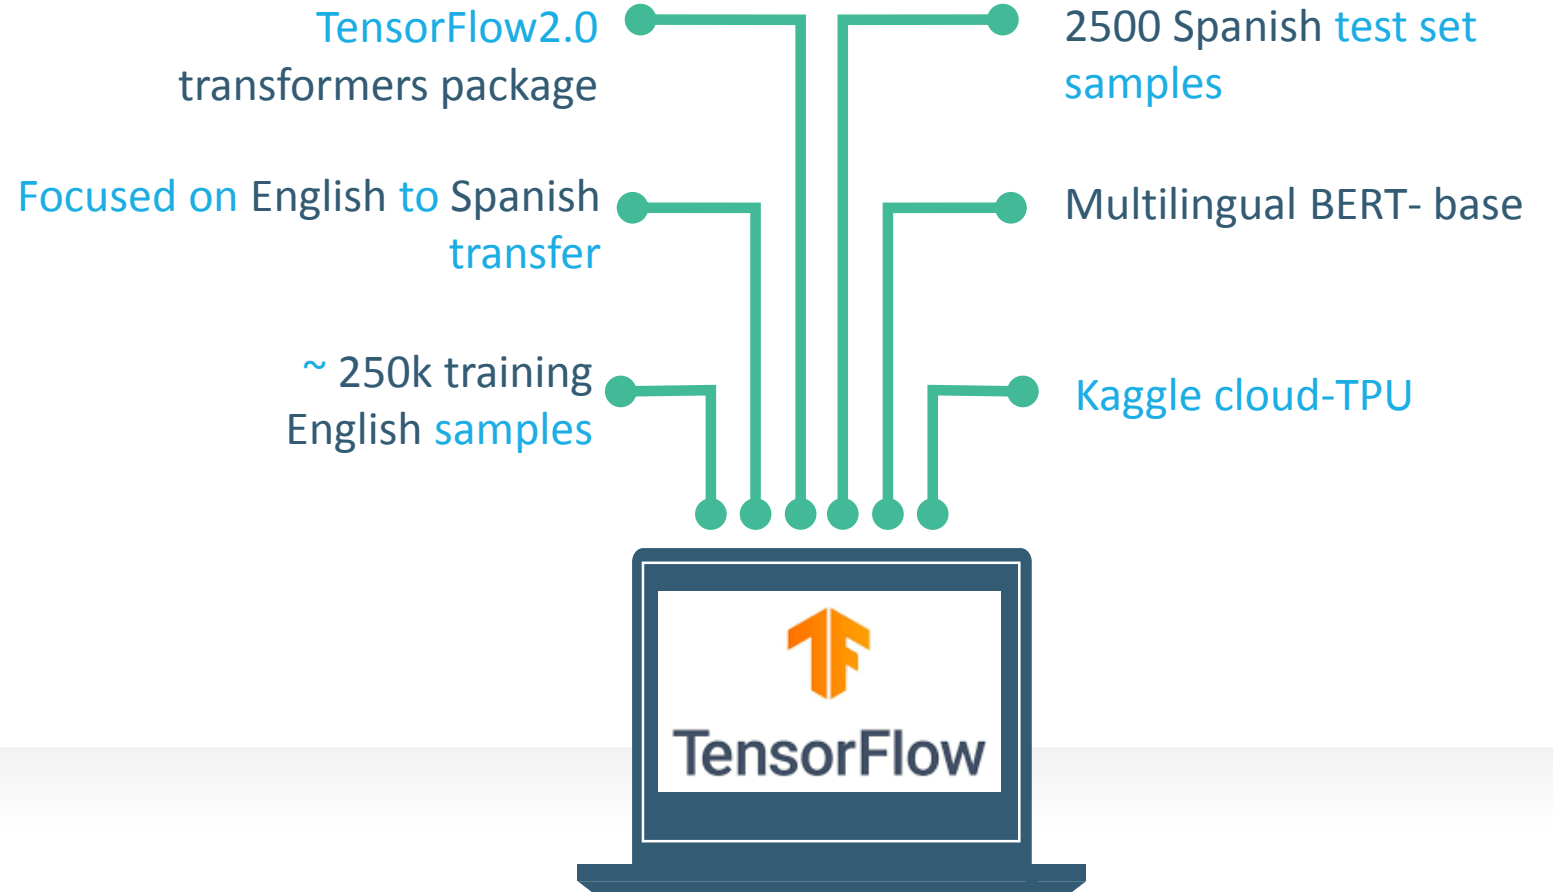 TensorFlow2.0
transformers package
Focused on English to Spanish
transfer
~ 250k training
English samples
2500 Spanish test set
samples
Multilingual BERT- base
Kaggle cloud-TPU
TensorFlow